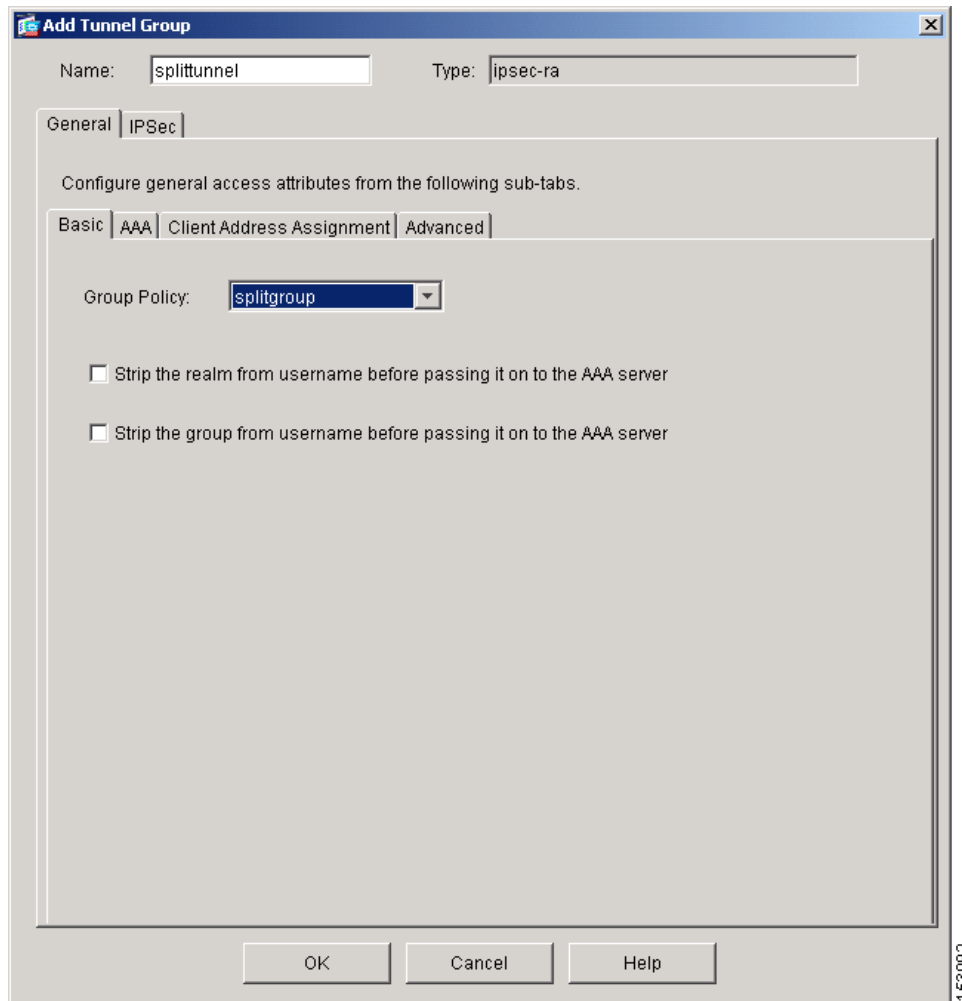 Add Tunnel Group
Name: splittunnel Type: ipsec-ra
General IPSec
Configure general access attributes from the following sub-tabs.
Basic AAA Client Address Assignment Advanced
Group Policy: splitgroup
Strip the realm from username before passing it on to the AAA server
Strip the group from username before passing it on to the AAA server
OK Cancel Help